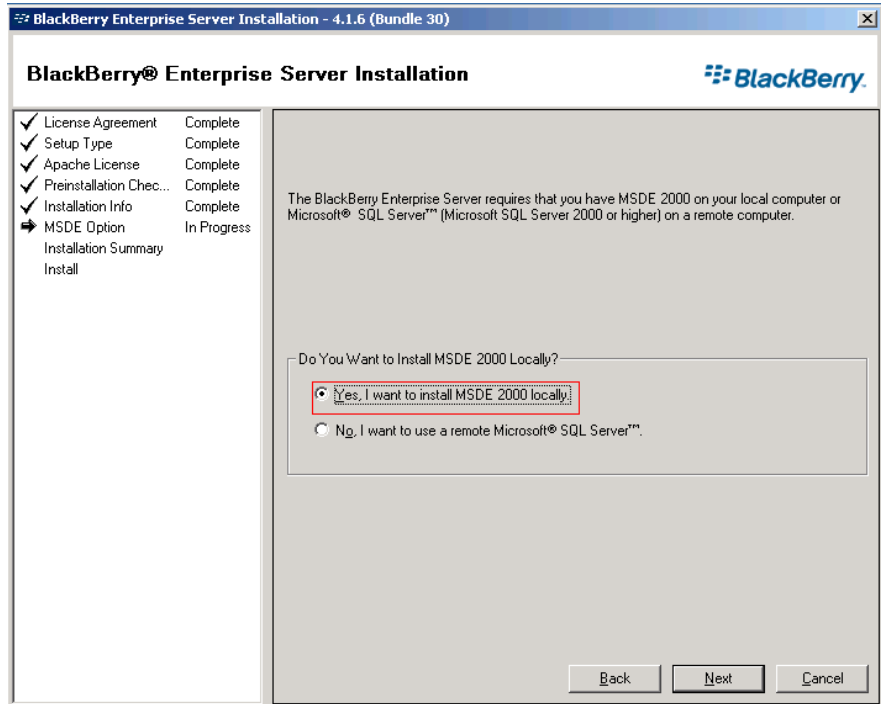 BlackBerry Enterprise Server Installation - 4.1.6 (Bundle 30)
BlackBerry® Enterprise Server Installation
BlackBerry.
License Agreement Complete
Setup Type Complete
Apache License Complete
Preinstallation Chec... Complete
Installation Info Complete
MSDE Option In Progress
Installation Summary
Install
The BlackBerry Enterprise Server requires that you have MSDE 2000 on your local computer or
Microsoft® SQL Server™ (Microsoft SQL Server 2000 or higher) on a remote computer.
Do You Want to Install MSDE 2000 Locally?
Yes, I want to install MSDE 2000 locally.
No, I want to use a remote Microsoft® SQL Server™.
Back Next Cancel